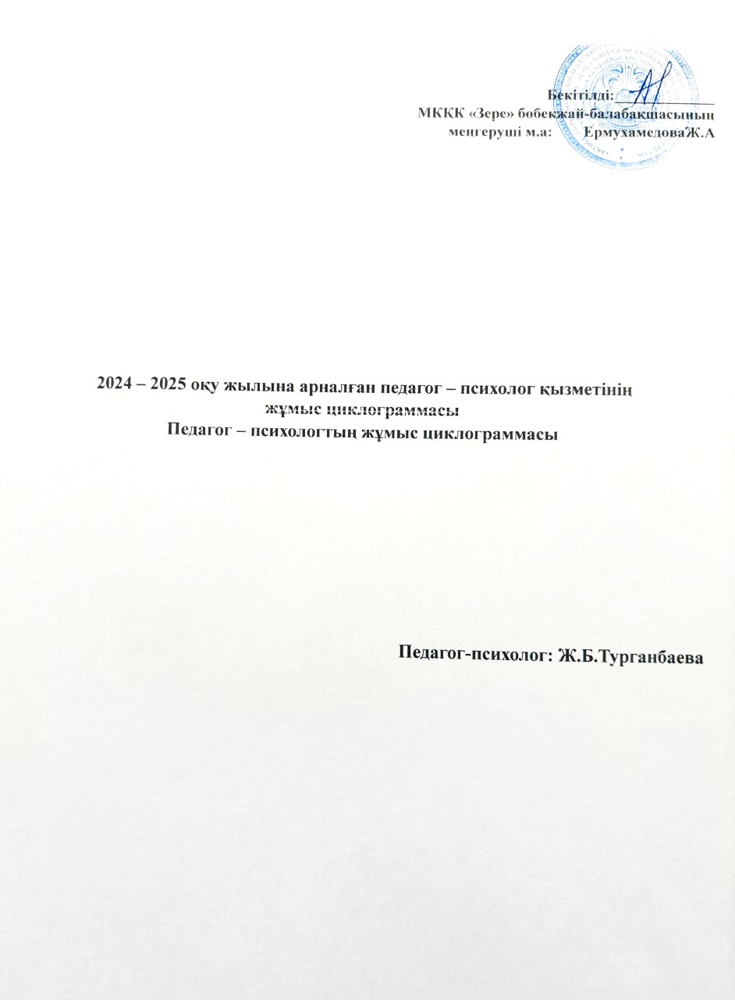 Бекітілді:
МКҚК «Зере» бөбекжай-балабақшасының
меңгеруші м.а: ЕрмухамедоваЖ.А
2024 – 2025 оқу жылына арналған педагог – психолог қызметінің
жұмыс циклограммасы
Педагог – психологтың жұмыс циклограммасы
Педагог-психолог: Ж.Б.Турганбаева